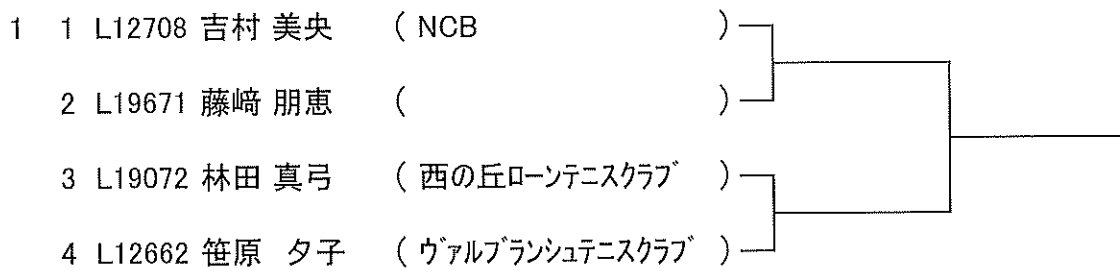 1 1 L12708 吉村 美央 ( NCB )
2 L19671 藤﨑 朋恵 ( )
3 L19072 林田 真弓 ( 西の丘ローンテニスクラブ )
4 L12662 笹原 夕子 ( ヴァルブランシュテニスクラブ )